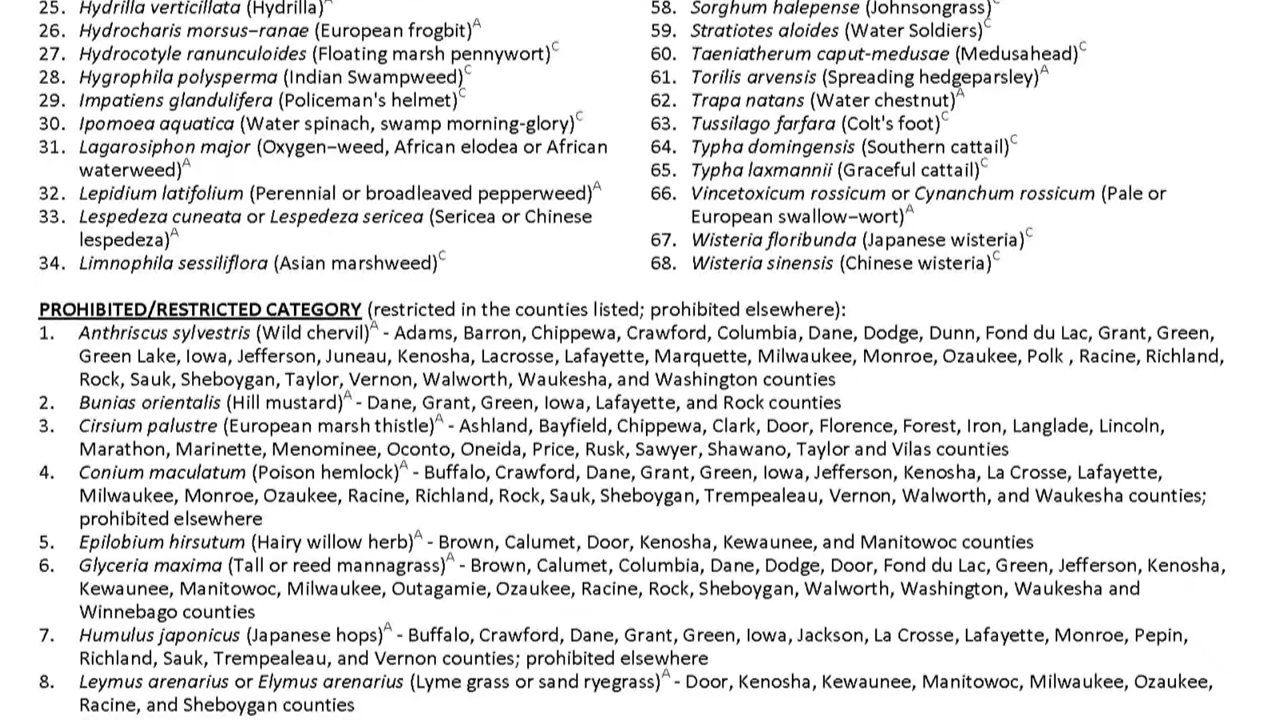 25. Hydrilla verticillata (Hydrilla)A
26. Hydrocharis morsus–ranae (European frogbit)A
27. Hydrocotyle ranunculoides (Floating marsh pennywort)C
28. Hygrophila polysperma (Indian Swampweed)C
29. Impatiens glandulifera (Policeman's helmet)C
30. Ipomoea aquatica (Water spinach, swamp morning-glory)C
31. Lagarosiphon major (Oxygen–weed, African elodea or African
waterweed)A
32. Lepidium latifolium (Perennial or broadleaved pepperweed)A
33. Lespedeza cuneata or Lespedeza sericea (Sericea or Chinese
lespedeza)A
34. Limnophila sessiliflora (Asian marshweed)C
58. Sorghum halepense (Johnsongrass)C
59. Stratiotes aloides (Water Soldiers)C
60. Taeniatherum caput-medusae (Medusahead)C
61. Torilis arvensis (Spreading hedgeparsley)A
62. Trapa natans (Water chestnut)A
63. Tussilago farfara (Colt's foot)C
64. Typha domingensis (Southern cattail)C
65. Typha laxmannii (Graceful cattail)C
66. Vincetoxicum rossicum or Cynanchum rossicum (Pale or
European swallow–wort)A
67. Wisteria floribunda (Japanese wisteria)C
68. Wisteria sinensis (Chinese wisteria)C
PROHIBITED/RESTRICTED CATEGORY (restricted in the counties listed; prohibited elsewhere):
1. Anthriscus sylvestris (Wild chervil)A - Adams, Barron, Chippewa, Crawford, Columbia, Dane, Dodge, Dunn, Fond du Lac, Grant, Green,
Green Lake, Iowa, Jefferson, Juneau, Kenosha, Lacrosse, Lafayette, Marquette, Milwaukee, Monroe, Ozaukee, Polk , Racine, Richland,
Rock, Sauk, Sheboygan, Taylor, Vernon, Walworth, Waukesha, and Washington counties
2. Bunias orientalis (Hill mustard)A - Dane, Grant, Green, Iowa, Lafayette, and Rock counties
3. Cirsium palustre (European marsh thistle)A - Ashland, Bayfield, Chippewa, Clark, Door, Florence, Forest, Iron, Langlade, Lincoln,
Marathon, Marinette, Menominee, Oconto, Oneida, Price, Rusk, Sawyer, Shawano, Taylor and Vilas counties
4. Conium maculatum (Poison hemlock)A - Buffalo, Crawford, Dane, Grant, Green, Iowa, Jefferson, Kenosha, La Crosse, Lafayette,
Milwaukee, Monroe, Ozaukee, Racine, Richland, Rock, Sauk, Sheboygan, Trempealeau, Vernon, Walworth, and Waukesha counties;
prohibited elsewhere
5. Epilobium hirsutum (Hairy willow herb)A - Brown, Calumet, Door, Kenosha, Kewaunee, and Manitowoc counties
6. Glyceria maxima (Tall or reed mannagrass)A - Brown, Calumet, Columbia, Dane, Dodge, Door, Fond du Lac, Green, Jefferson, Kenosha,
Kewaunee, Manitowoc, Milwaukee, Outagamie, Ozaukee, Racine, Rock, Sheboygan, Walworth, Washington, Waukesha and
Winnebago counties
7. Humulus japonicus (Japanese hops)A - Buffalo, Crawford, Dane, Grant, Green, Iowa, Jackson, La Crosse, Lafayette, Monroe, Pepin,
Richland, Sauk, Trempealeau, and Vernon counties; prohibited elsewhere
8. Leymus arenarius or Elymus arenarius (Lyme grass or sand ryegrass)A - Door, Kenosha, Kewaunee, Manitowoc, Milwaukee, Ozaukee,
Racine, and Sheboygan counties